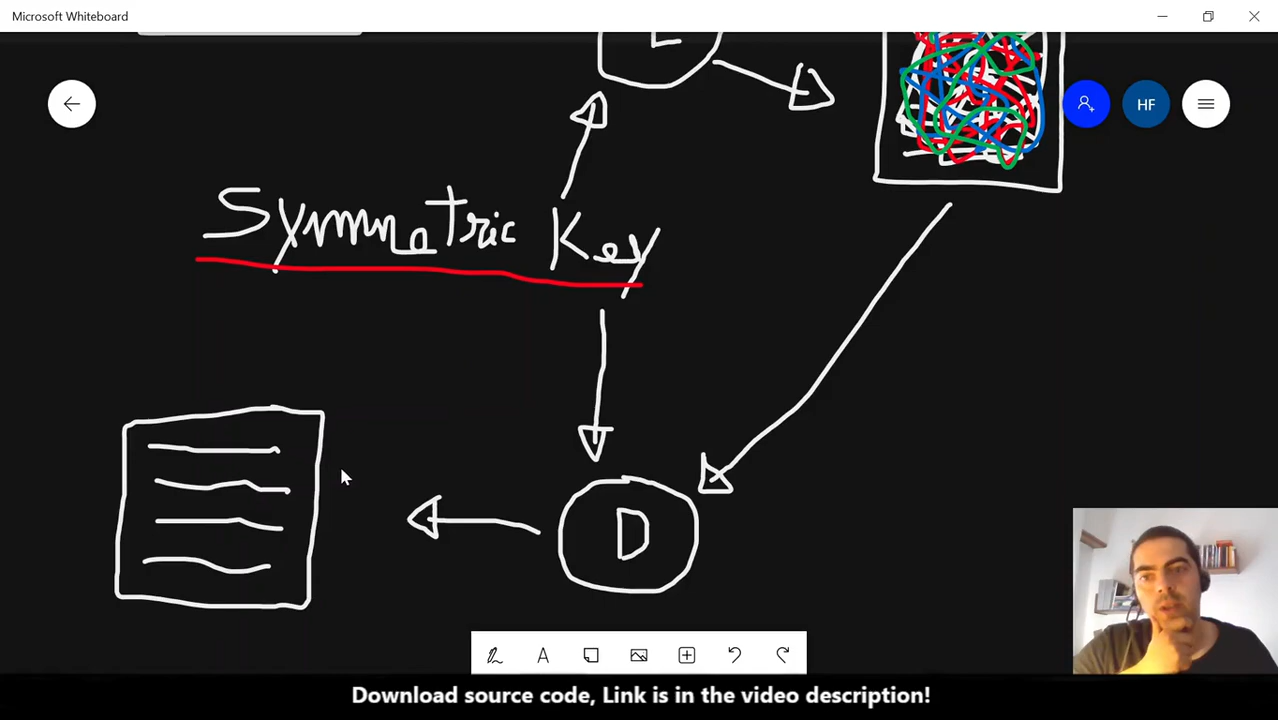 Microsoft Whiteboard
E
HF
Symmetric Key
D
A
Download source code, Link is in the video description!